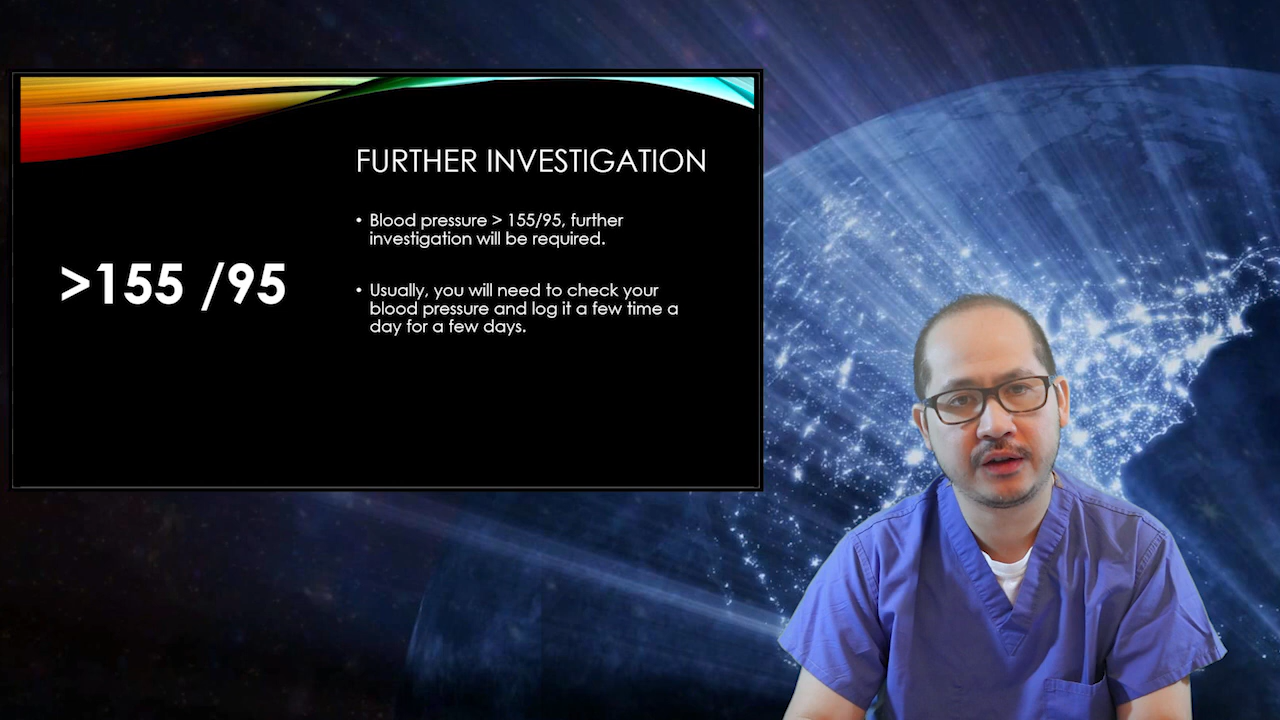 >155 /95
FURTHER INVESTIGATION
• Blood pressure > 155/95, further
investigation will be required.
• Usually, you will need to check your
blood pressure and log it a few time a
day for a few days.